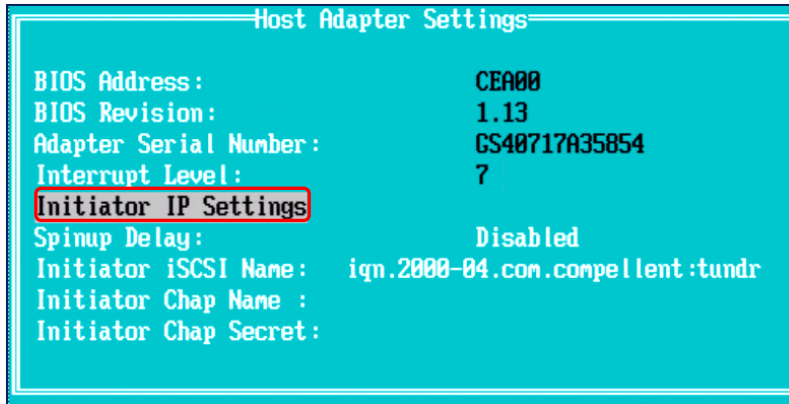 Host Adapter Settings
BIOS Address: CEA00
BIOS Revision: 1.13
Adapter Serial Number: GS40717A35854
Interrupt Level: 7
Initiator IP Settings
Spinup Delay: Disabled
Initiator iSCSI Name: iqn.2000-04.com.compellent:tundr
Initiator Chap Name :
Initiator Chap Secret: